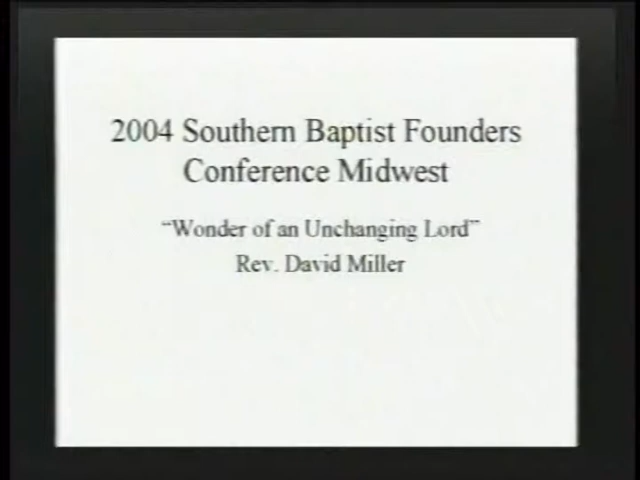 2004 Southern Baptist Founders
Conference Midwest
“Wonder of an Unchanging Lord”
Rev. David Miller